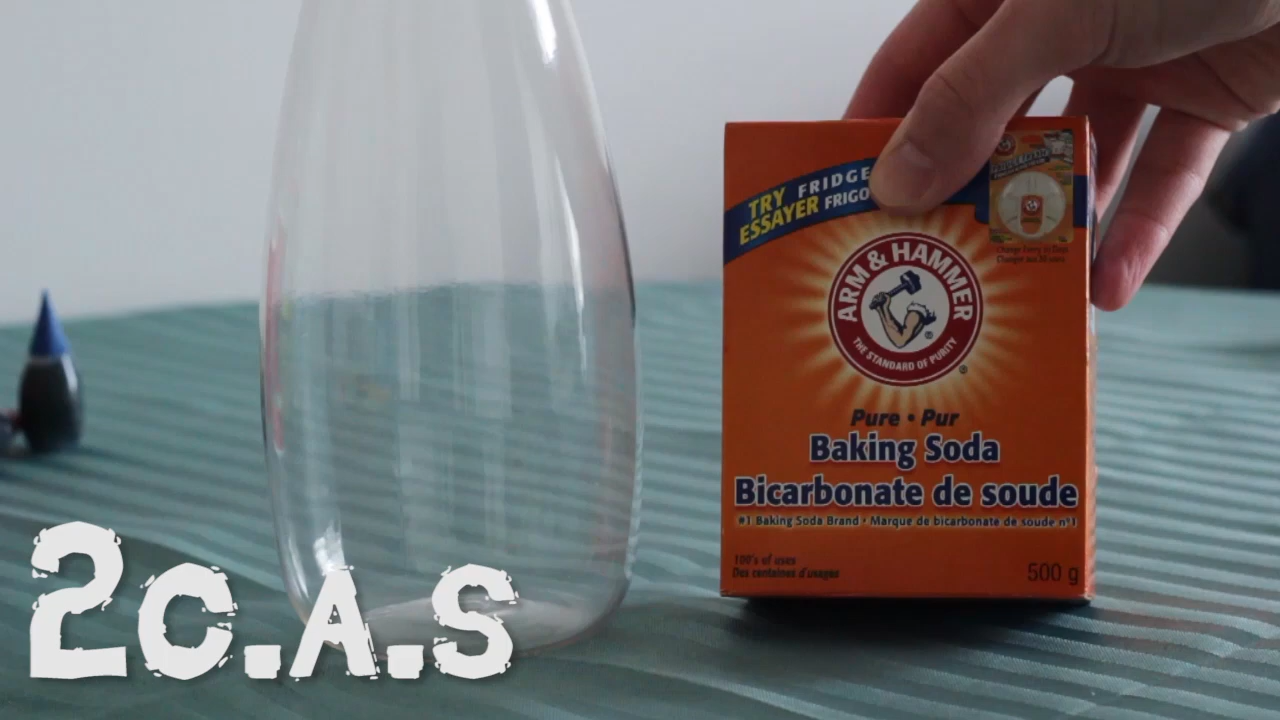 TRY FRIDGE
ESSAYER FRIGO
ARM & HAMMER
THE STANDARD OF PURITY
Pure • Pur
Baking Soda
Bicarbonate de soude
#1 Baking Soda Brand • Marque de bicarbonate de soude n°1
100's of uses
Des centaines d'usages
500 g
2c.A.S